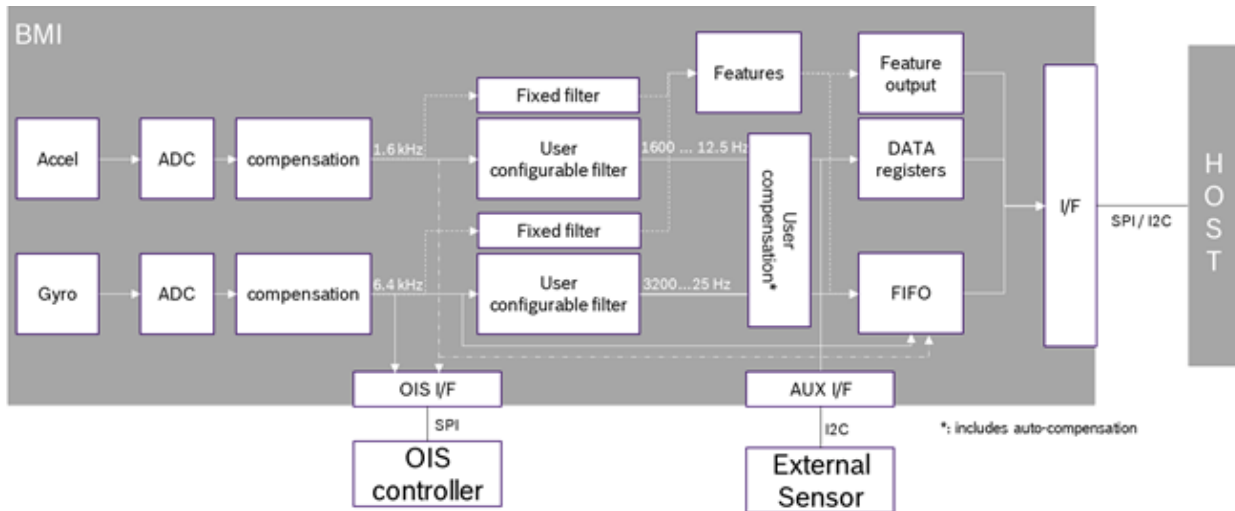 BMI
Features
Feature
output
Fixed filter
Accel
ADC
compensation
1.6 kHz
User
configurable filter
1600 ... 12.5 Hz
User
compensation*
DATA
registers
I/F
SPI / I2C
HOST
Fixed filter
Gyro
ADC
compensation
6.4 kHz
User
configurable filter
3200...25 Hz
FIFO
OIS I/F
AUX I/F
SPI
I2C
*: includes auto-compensation
OIS
controller
External
Sensor